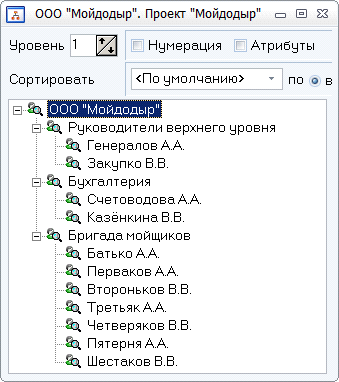 ООО "Мойдодыр". Проект "Мойдодыр"
Уровень 1 Нумерация Атрибуты
Сортировать <По умолчанию> по в
ООО "Мойдодыр"
Руководители верхнего уровня
Генералов А.А.
Закупко В.В.
Бухгалтерия
Счетоводова А.А.
Казёнкина В.В.
Бригада мойщиков
Батько А.А.
Перваков А.А.
Второньков В.В.
Третьяк А.А.
Четверяков В.В.
Пятерня А.А.
Шестаков В.В.